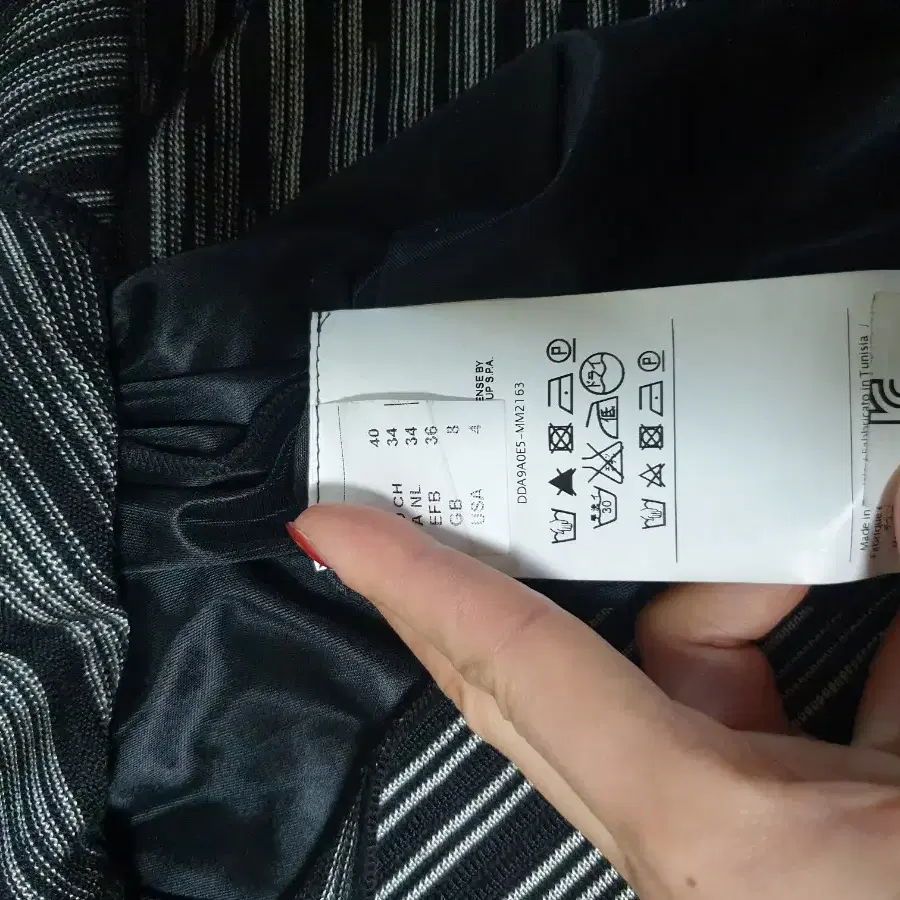 40
CH 34
A NL 34
EFB 36
GB 8
USA 4
ENSE BY
UP S.P.A.
DDA9A0E5-MM2163
P
30
P
Made in
Fabbricato in Tunisia /